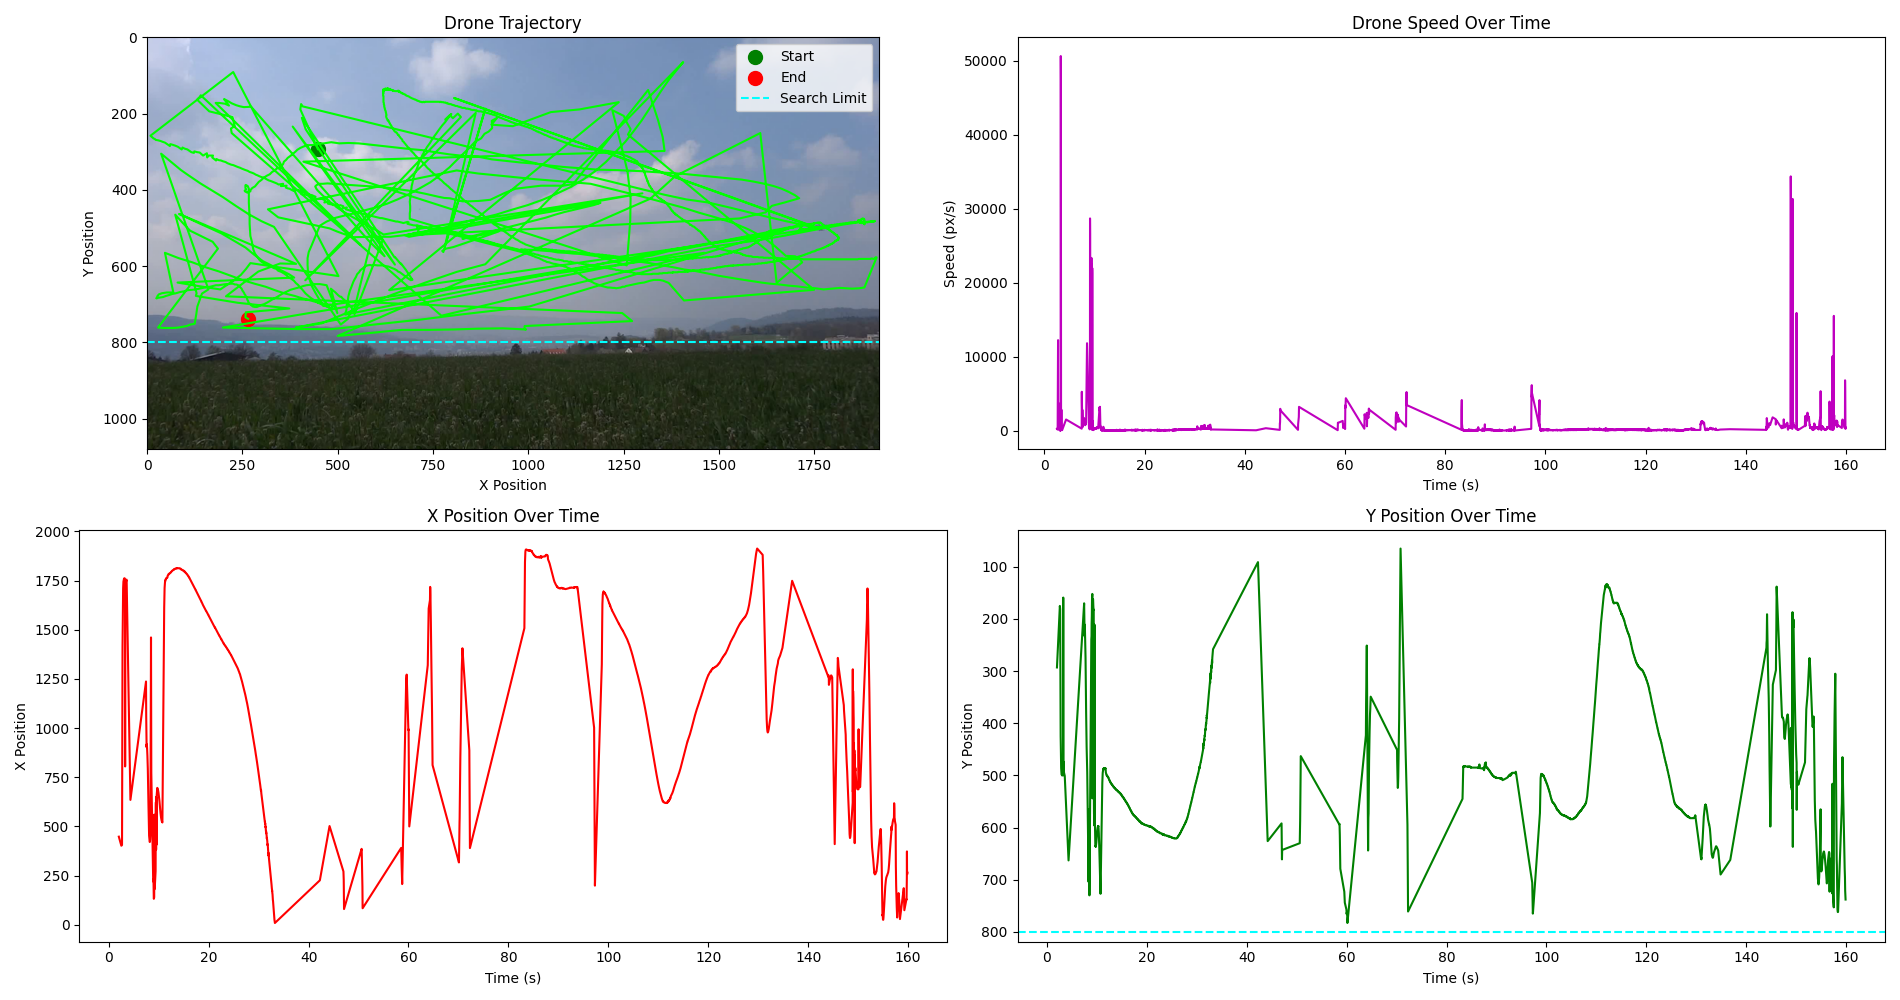 Drone Trajectory
Start
End
Search Limit
0
200
400
600
800
1000
Y Position
0 250 500 750 1000 1250 1500 1750
X Position
Drone Speed Over Time
50000
40000
30000
20000
10000
0
Speed (px/s)
0 20 40 60 80 100 120 140 160
Time (s)
X Position Over Time
2000
1750
1500
1250
1000
750
500
250
0
X Position
0 20 40 60 80 100 120 140 160
Time (s)
Y Position Over Time
100
200
300
400
500
600
700
800
Y Position
0 20 40 60 80 100 120 140 160
Time (s)